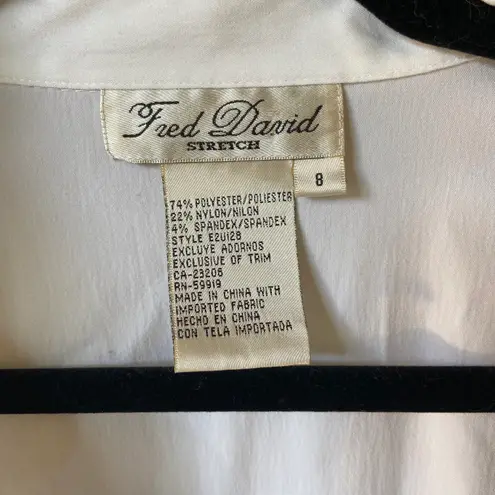 Fred David
STRETCH
8
74% POLYESTER/POLIESTER
22% NYLON/NILON
4% SPANDEX/SPANDEX
STYLE E2UI28
EXCLUYE ADORNOS
EXCLUSIVE OF TRIM
CA-23206
RN-59919
MADE IN CHINA WITH
IMPORTED FABRIC
HECHO EN CHINA
CON TELA IMPORTADA